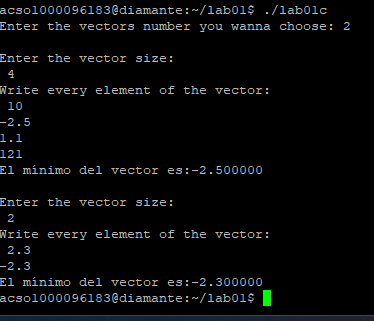 acso1000096183@diamante:~/lab01$ ./lab01c
Enter the vectors number you wanna choose: 2
Enter the vector size:
4
Write every element of the vector:
10
-2.5
1.1
121
El mínimo del vector es:-2.500000
Enter the vector size:
2
Write every element of the vector:
2.3
-2.3
El mínimo del vector es:-2.300000
acso1000096183@diamante:~/lab01$